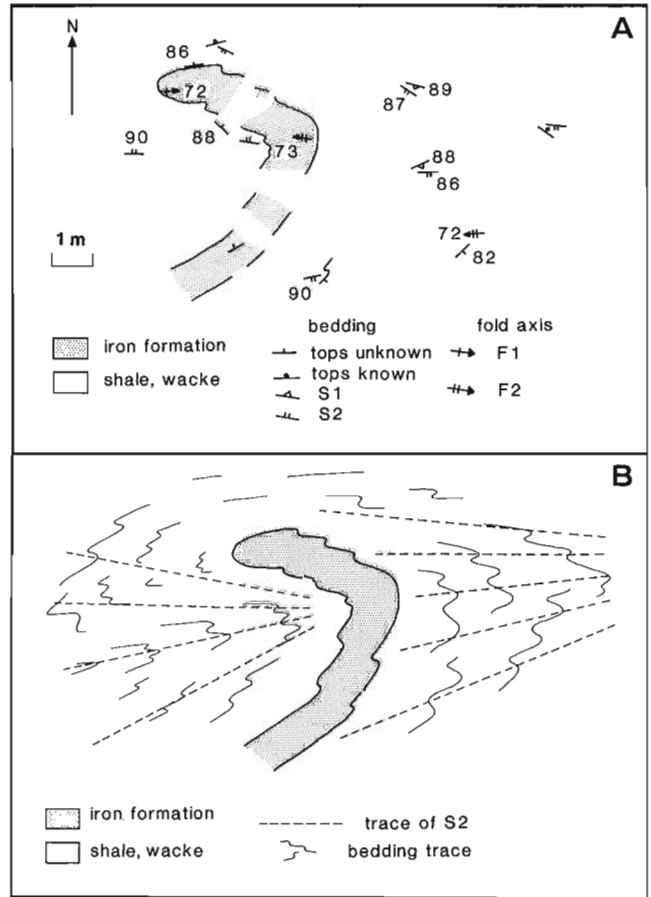 A
N
86
72
89
87
90
88
73
88
86
1 m
72
82
90
bedding
fold axis
iron formation
tops unknown
F1
shale, wacke
tops known
S1
F2
S2
B
iron formation
trace of S2
shale, wacke
bedding trace